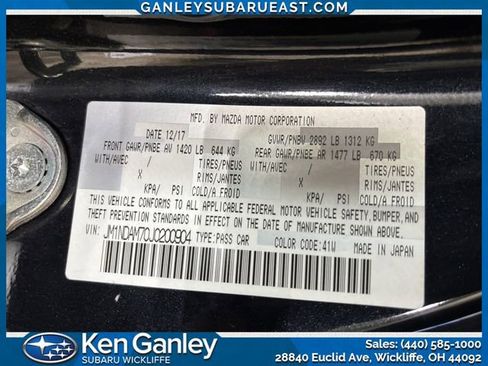 GANLEYSUBARUEAST.COM
MFD. BY MAZDA MOTOR CORPORATION
DATE 12/17 GVWR/PNBV 2892 LB 1312 KG
FRONT GAWR/PNBE AV 1420 LB 644 KG REAR GAWR/PNBE AR 1477 LB 670 KG
WITH/AVEC / TIRES/PNEUS WITH/AVEC / TIRES/PNEUS
X RIMS/JANTES X RIMS/JANTES
KPA/ PSI COLD/A FROID KPA/ PSI COLD/A FROID
THIS VEHICLE CONFORMS TO ALL APPLICABLE FEDERAL MOTOR VEHICLE SAFETY, BUMPER, AND
THEFT PREVENTION STANDARDS IN EFFECT ON THE DATE OF MANUFACTURE SHOWN ABOVE.
VIN: JM1NDAM70J0200904 TYPE: PASS CAR COLOR CODE: 41W MADE IN JAPAN
SUBARU
Ken Ganley
SUBARU WICKLIFFE
Sales: (440) 585-1000
28840 Euclid Ave, Wickliffe, OH 44092